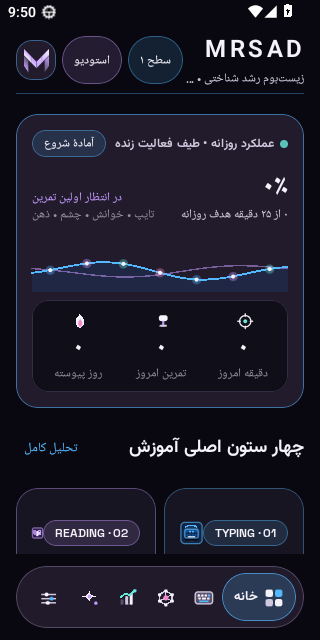 9:50
MRSAD
زیست‌بوم رشد شناختی • ...
سطح ۱
استودیو
عملکرد روزانه • طیف فعالیت زنده
آمادهٔ شروع
۰٪
۰ از ۲۵ دقیقه هدف روزانه
در انتظار اولین تمرین
تایپ • خوانش • چشم • ذهن
۰
۰
۰
دقیقه امروز
تمرین امروز
روز پیوسته
چهار ستون اصلی آموزش
تحلیل کامل
TYPING · 01
READING · 02
خانه